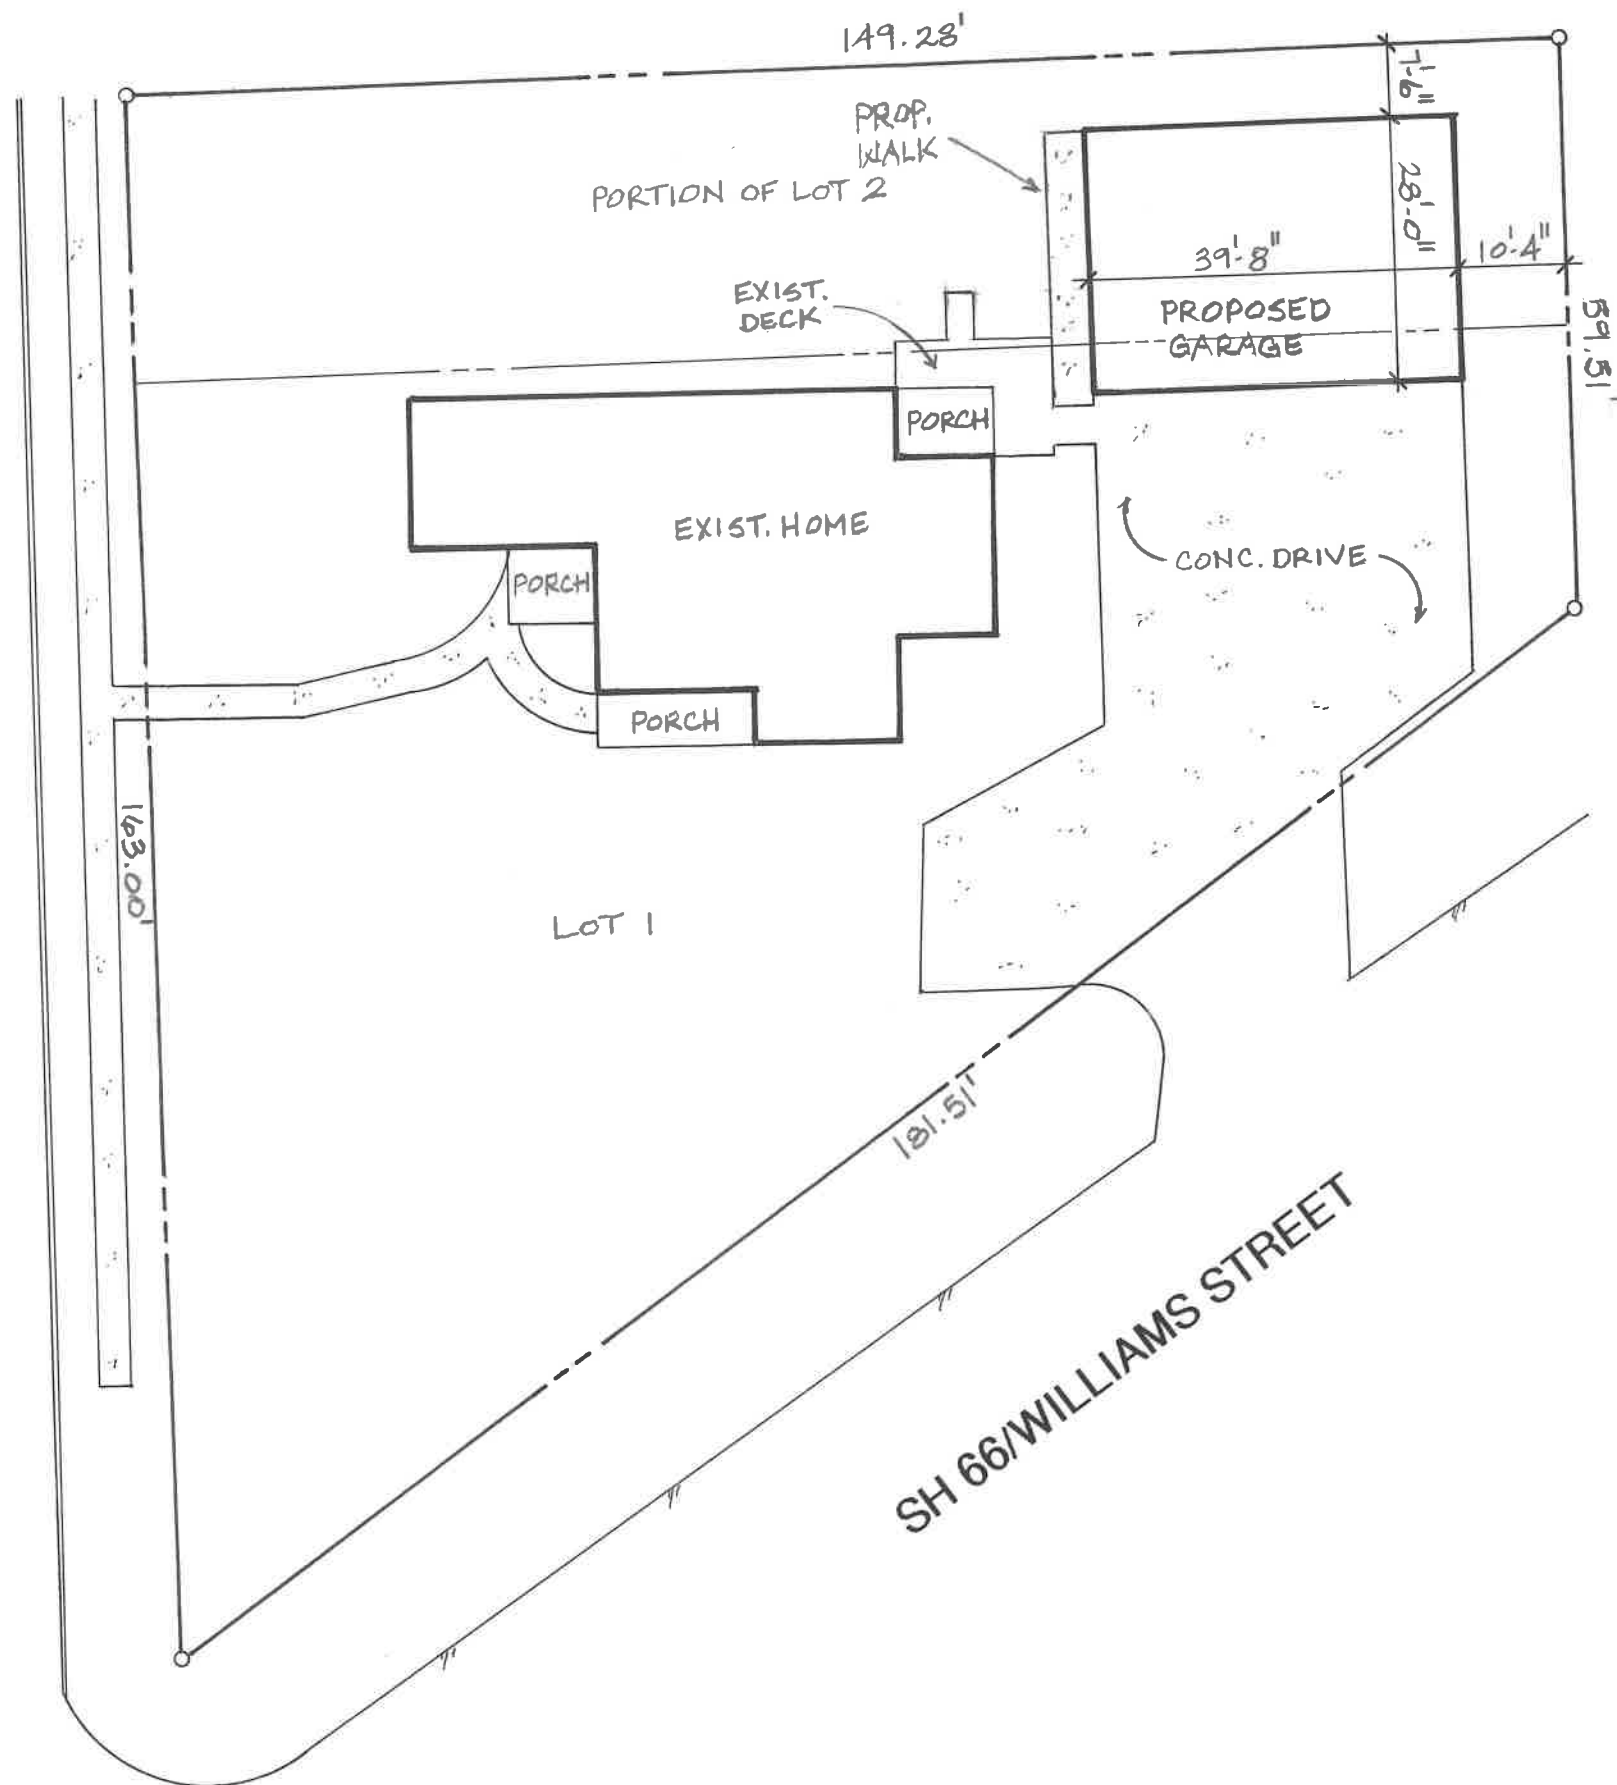 149.28'
7'-6"
PROP.
WALK
PORTION OF LOT 2
28'-0"
39'-8"
10'-4"
EXIST.
DECK
PROPOSED
GARAGE
59.51'
PORCH
EXIST. HOME
CONC. DRIVE
PORCH
PORCH
163.00'
LOT 1
181.51'
SH 66/WILLIAMS STREET